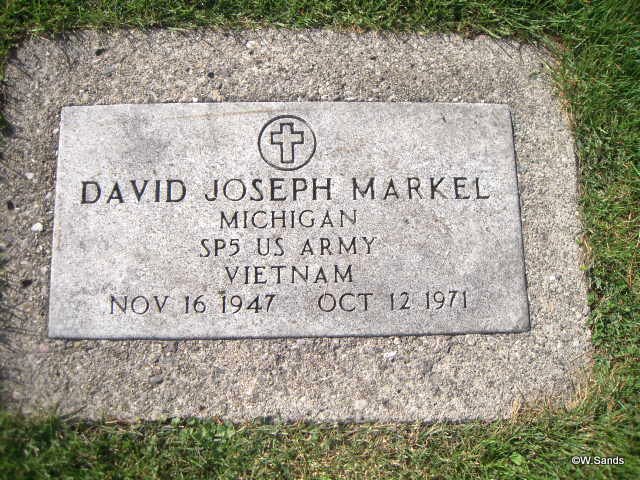 DAVID JOSEPH MARKEL
MICHIGAN
SP5 US ARMY
VIETNAM
NOV 16 1947 OCT 12 1971
©W.Sands